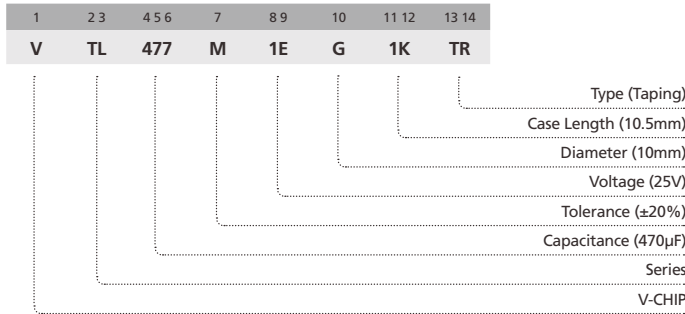 1 2 3 4 5 6 7 8 9 10 11 12 13 14
V TL 477 M 1E G 1K TR
Type (Taping)
Case Length (10.5mm)
Diameter (10mm)
Voltage (25V)
Tolerance (±20%)
Capacitance (470µF)
Series
V-CHIP